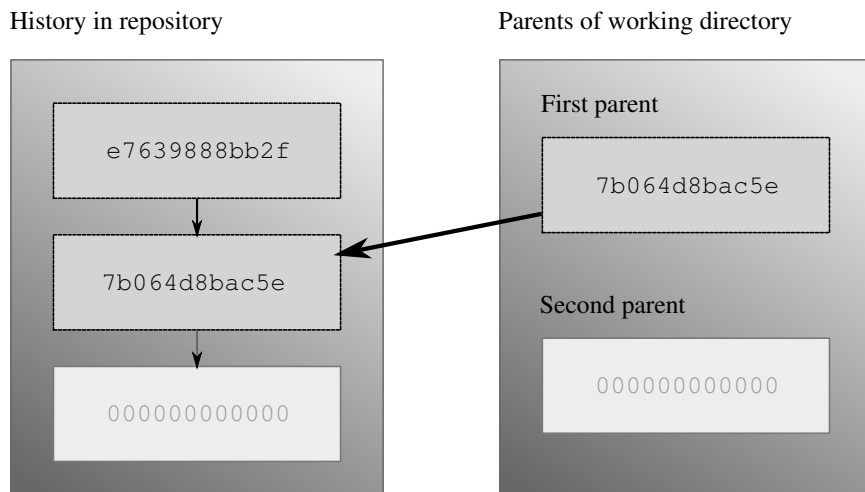 History in repository
e7639888bb2f
7b064d8bac5e
000000000000
Parents of working directory
First parent
7b064d8bac5e
Second parent
000000000000